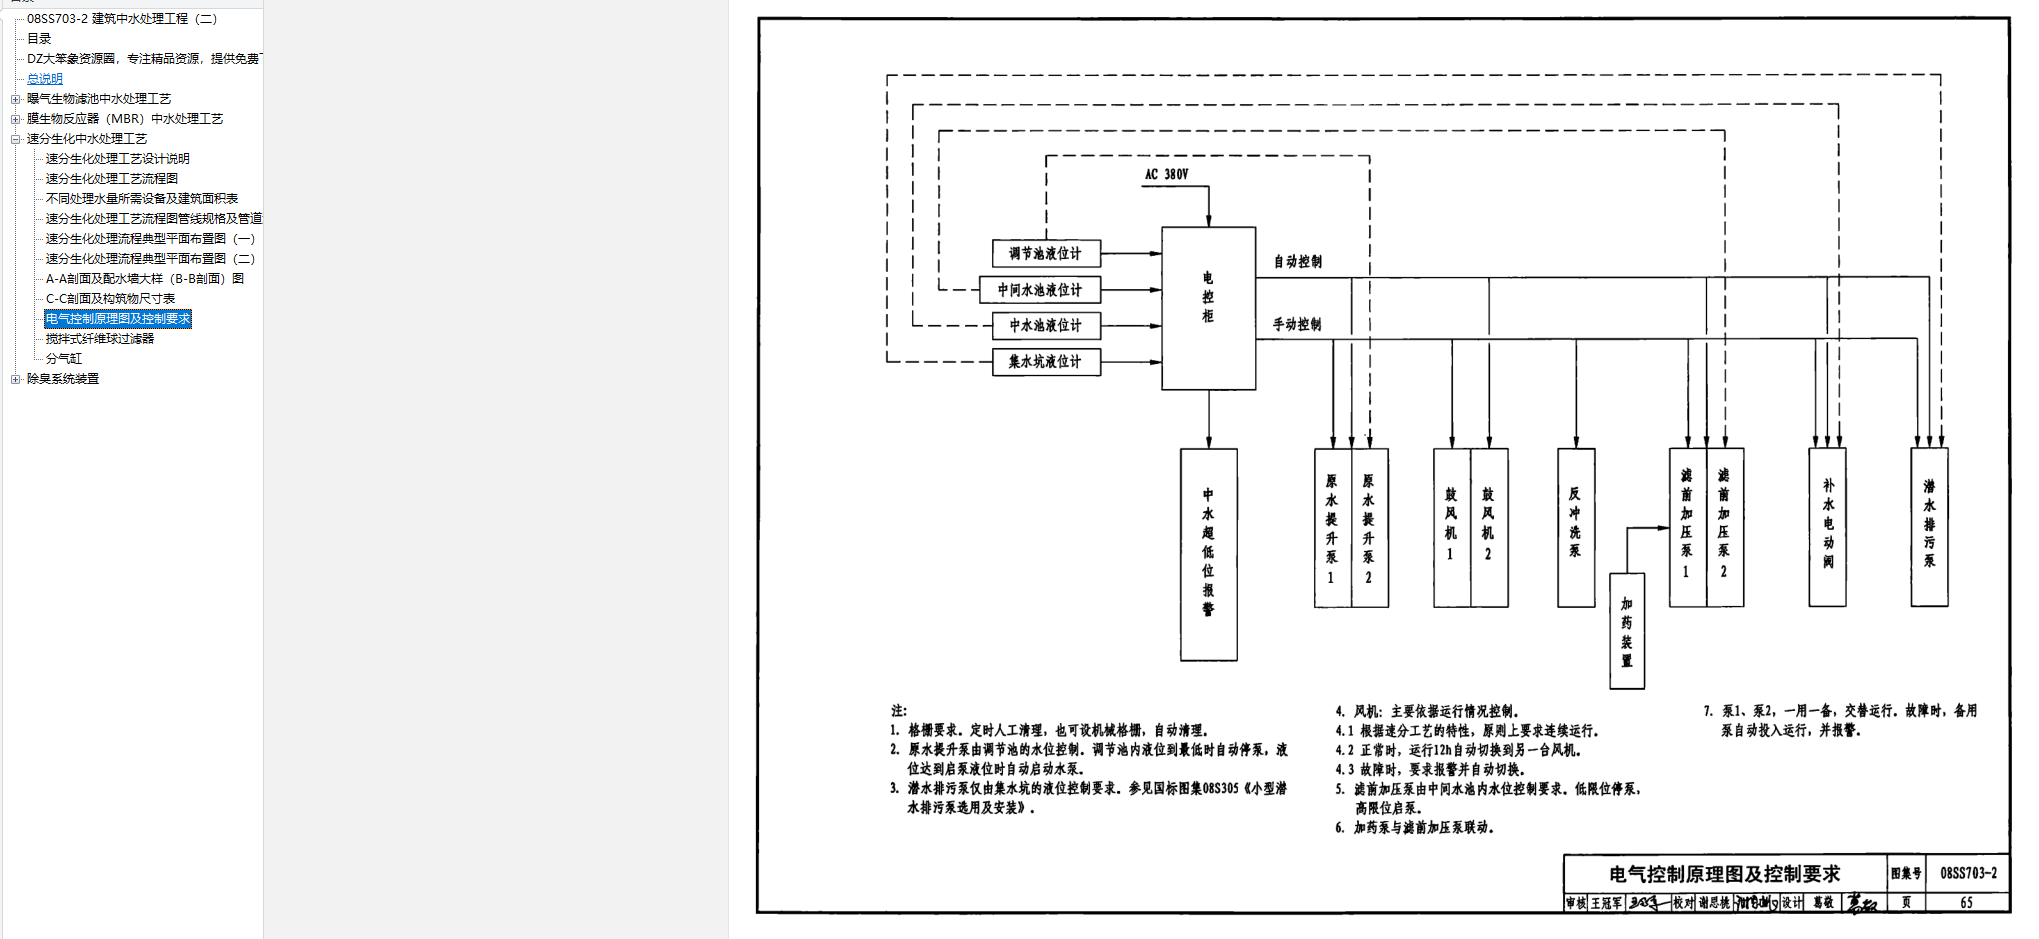 08SS703-2 建筑中水处理工程（二）
目录
DZ大笨象资源圈，专注精品资源，提供免费
总说明
曝气生物滤池中水处理工艺
膜生物反应器（MBR）中水处理工艺
速分生化中水处理工艺
速分生化处理工艺设计说明
速分生化处理工艺流程图
不同处理水量所需设备及建筑面积表
速分生化处理工艺流程图管线规格及管道
速分生化处理流程典型平面布置图（一）
速分生化处理流程典型平面布置图（二）
A-A剖面及配水墙大样（B-B剖面）图
C-C剖面及构筑物尺寸表
电气控制原理图及控制要求
搅拌式纤维球过滤器
分气缸
除臭系统装置
AC 380V
调节池液位计
中间水池液位计
中水池液位计
集水坑液位计
电控柜
自动控制
手动控制
中水超低位报警
原水提升泵1
原水提升泵2
鼓风机1
鼓风机2
反冲洗泵
加药装置
滤前加压泵1
滤前加压泵2
补水电动阀
潜水排污泵
注:
1. 格栅要求。定时人工清理，也可设机械格栅，自动清理。
2. 原水提升泵由调节池的水位控制。调节池内液位到最低时自动停泵，液
位达到启泵液位时自动启动水泵。
3. 潜水排污泵仅由集水坑的液位控制要求。参见国标图集08S305《小型潜
水排污泵选用及安装》.
4. 风机: 主要依据运行情况控制。
4.1 根据速分工艺的特性，原则上要求连续运行。
4.2 正常时，运行12h自动切换到另一台风机。
4.3 故障时，要求报警并自动切换。
5. 滤前加压泵由中间水池内水位控制要求。低限位停泵，
高限位启泵。
6. 加药泵与滤前加压泵联动。
7. 泵1、泵2，一用一备，交替运行。故障时，备用
泵自动投入运行，并报警。
电气控制原理图及控制要求 图集号 08SS703-2
审核 王冠军 校对 谢思桃 设计 葛敬 页 65